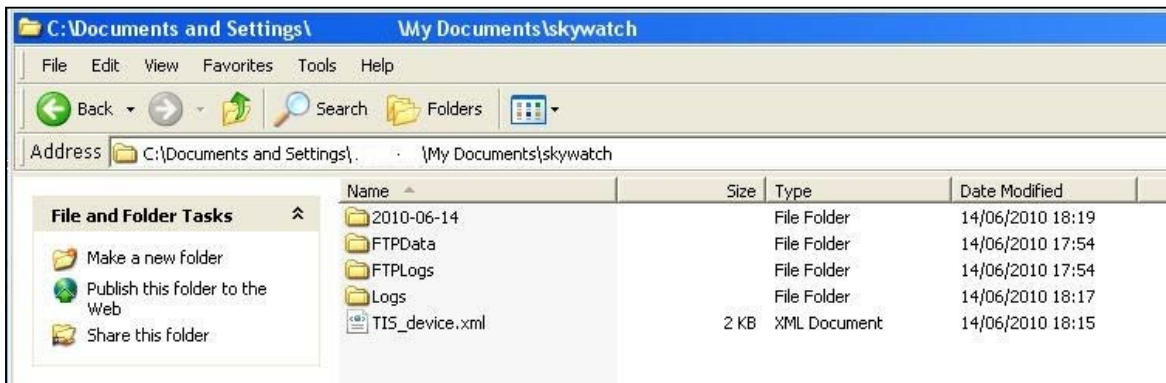 C:\Documents and Settings\ \My Documents\skywatch
File Edit View Favorites Tools Help
Back Search Folders
Address C:\Documents and Settings\. . \My Documents\skywatch
Name Size Type Date Modified
File and Folder Tasks
Make a new folder
Publish this folder to the
Web
Share this folder
2010-06-14 File Folder 14/06/2010 18:19
FTPData File Folder 14/06/2010 17:54
FTPLogs File Folder 14/06/2010 17:54
Logs File Folder 14/06/2010 18:17
TIS_device.xml 2 KB XML Document 14/06/2010 18:15